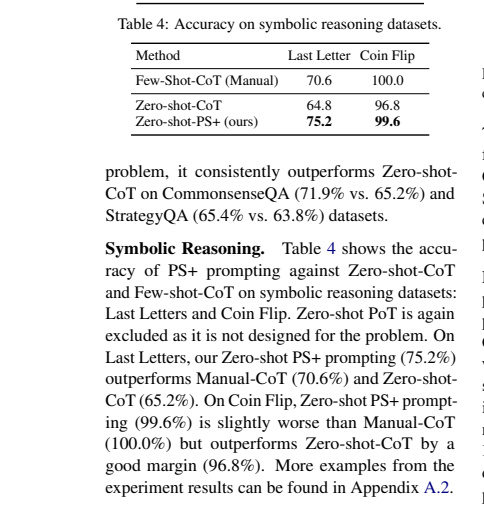 Table 4: Accuracy on symbolic reasoning datasets.
Method Last Letter Coin Flip
Few-Shot-CoT (Manual) 70.6 100.0
Zero-shot-CoT 64.8 96.8
Zero-shot-PS+ (ours) 75.2 99.6
problem, it consistently outperforms Zero-shot-
CoT on CommonsenseQA (71.9% vs. 65.2%) and
StrategyQA (65.4% vs. 63.8%) datasets.
Symbolic Reasoning. Table 4 shows the accu-
racy of PS+ prompting against Zero-shot-CoT
and Few-shot-CoT on symbolic reasoning datasets:
Last Letters and Coin Flip. Zero-shot PoT is again
excluded as it is not designed for the problem. On
Last Letters, our Zero-shot PS+ prompting (75.2%)
outperforms Manual-CoT (70.6%) and Zero-shot-
CoT (65.2%). On Coin Flip, Zero-shot PS+ prompt-
ing (99.6%) is slightly worse than Manual-CoT
(100.0%) but outperforms Zero-shot-CoT by a
good margin (96.8%). More examples from the
experiment results can be found in Appendix A.2.